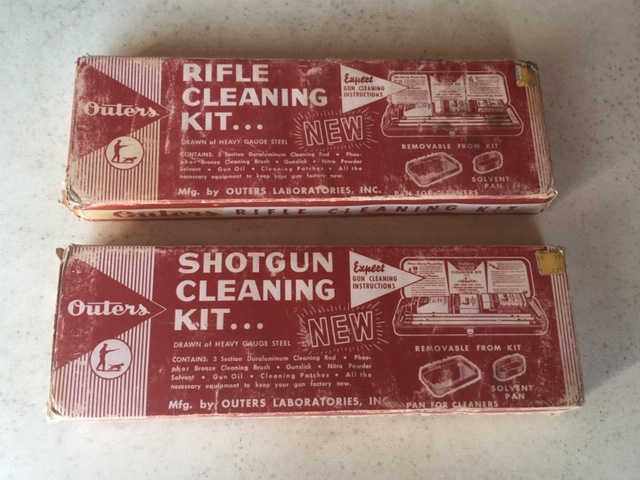 Outers
RIFLE
CLEANING
KIT...
NEW
DRAWN of HEAVY GAUGE STEEL
CONTAINS: 3 Section Duraluminum Cleaning Rod • Phos-
phor Bronze Cleaning Brush • Gunslick • Nitro Powder
Solvent • Gun Oil • Cleaning Patches • All the
necessary equipment to keep your gun factory new.
Mfg. by OUTERS LABORATORIES, INC.
Expert
GUN CLEANING
INSTRUCTIONS
REMOVABLE FROM KIT
SOLVENT
PAN
PAN FOR CLEANERS
Outers RIFLE CLEANING KIT
Outers
SHOTGUN
CLEANING
KIT...
NEW
DRAWN of HEAVY GAUGE STEEL
CONTAINS: 3 Section Duraluminum Cleaning Rod • Phos-
phor Bronze Cleaning Brush • Gunslick • Nitro Powder
Solvent • Gun Oil • Cleaning Patches • All the
necessary equipment to keep your gun factory new.
Mfg. by OUTERS LABORATORIES, INC
Expert
GUN CLEANING
INSTRUCTIONS
CLEANING KIT
REMOVABLE FROM KIT
SOLVENT
PAN
PAN FOR CLEANERS